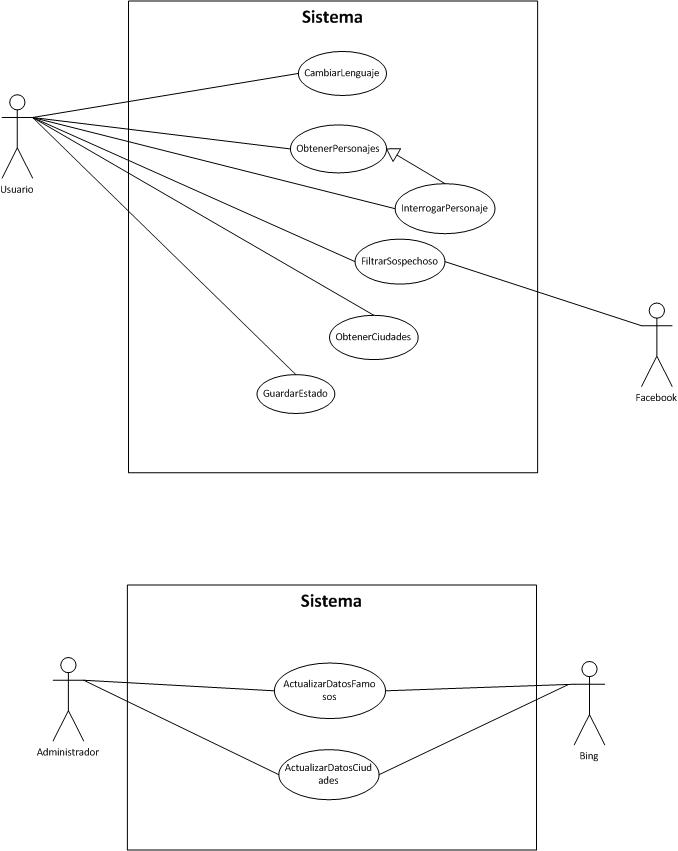 Sistema
CambiarLenguaje
Usuario
ObtenerPersonajes
InterrogarPersonaje
FiltrarSospechoso
ObtenerCiudades
Facebook
GuardarEstado
Sistema
ActualizarDatosFamo
sos
Administrador
Bing
ActualizarDatosCiud
ades